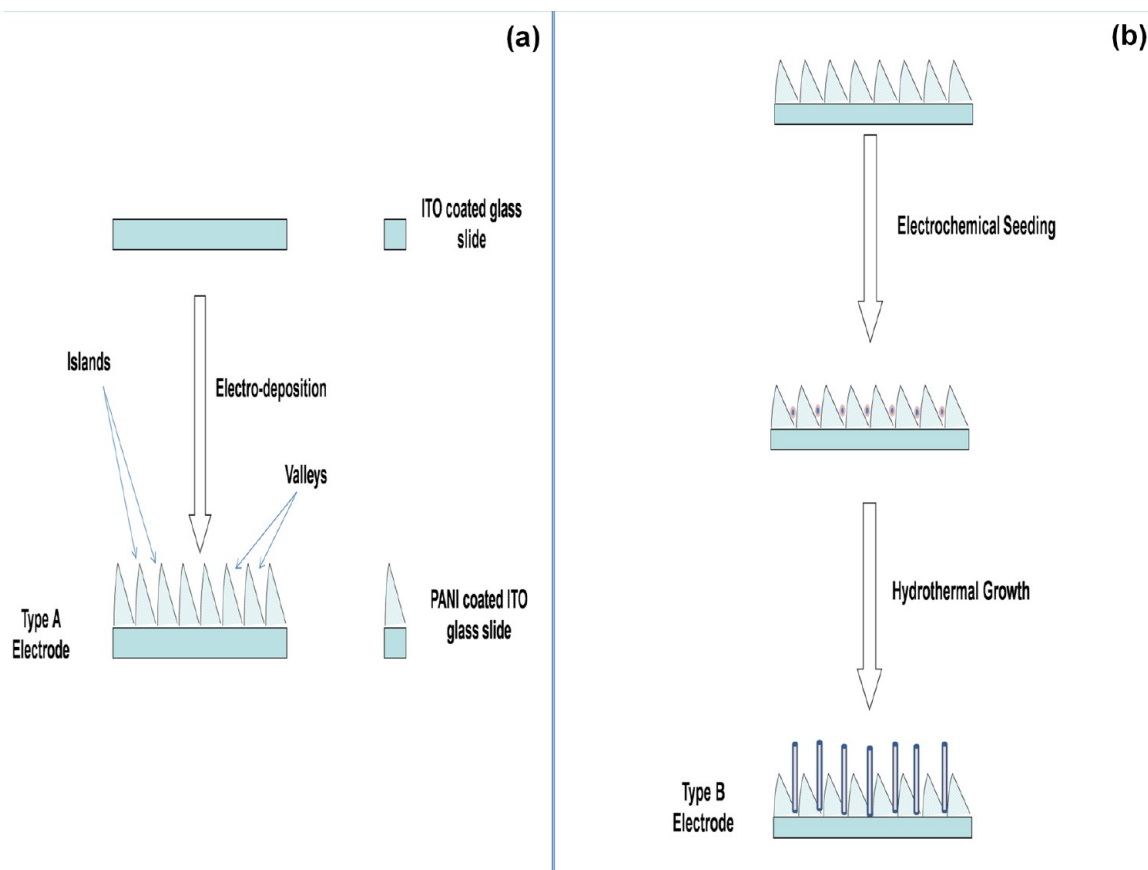 (a)
ITO coated glass
slide
Islands
Electro-deposition
Valleys
Type A
Electrode
PANI coated ITO
glass slide
(b)
Electrochemical Seeding
Hydrothermal Growth
Type B
Electrode